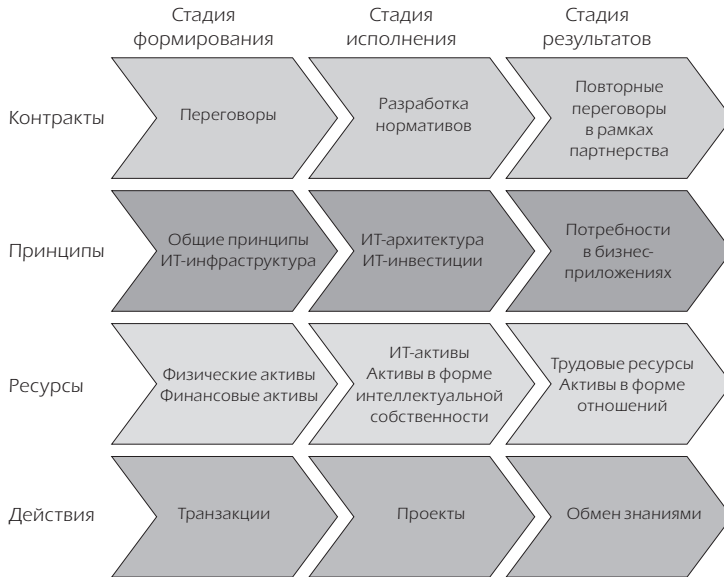 Стадия
формирования
Стадия
исполнения
Стадия
результатов
Контракты
Переговоры
Разработка
нормативов
Повторные
переговоры
в рамках
партнерства
Принципы
Общие принципы
ИТ-инфраструктура
ИТ-архитектура
ИТ-инвестиции
Потребности
в бизнес-
приложениях
Ресурсы
Физические активы
Финансовые активы
ИТ-активы
Активы в форме
интеллектуальной
собственности
Трудовые ресурсы
Активы в форме
отношений
Действия
Транзакции
Проекты
Обмен знаниями